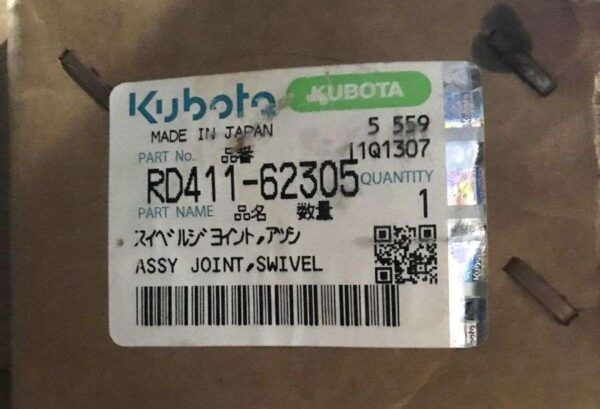 Kubota KUBOTA
MADE IN JAPAN 5 559
PART No. 品番 11Q1307
RD411-62305 QUANTITY
PART NAME 品名 数量 1
スイベルジヨイント,アツシ
ASSY JOINT,SWIVEL